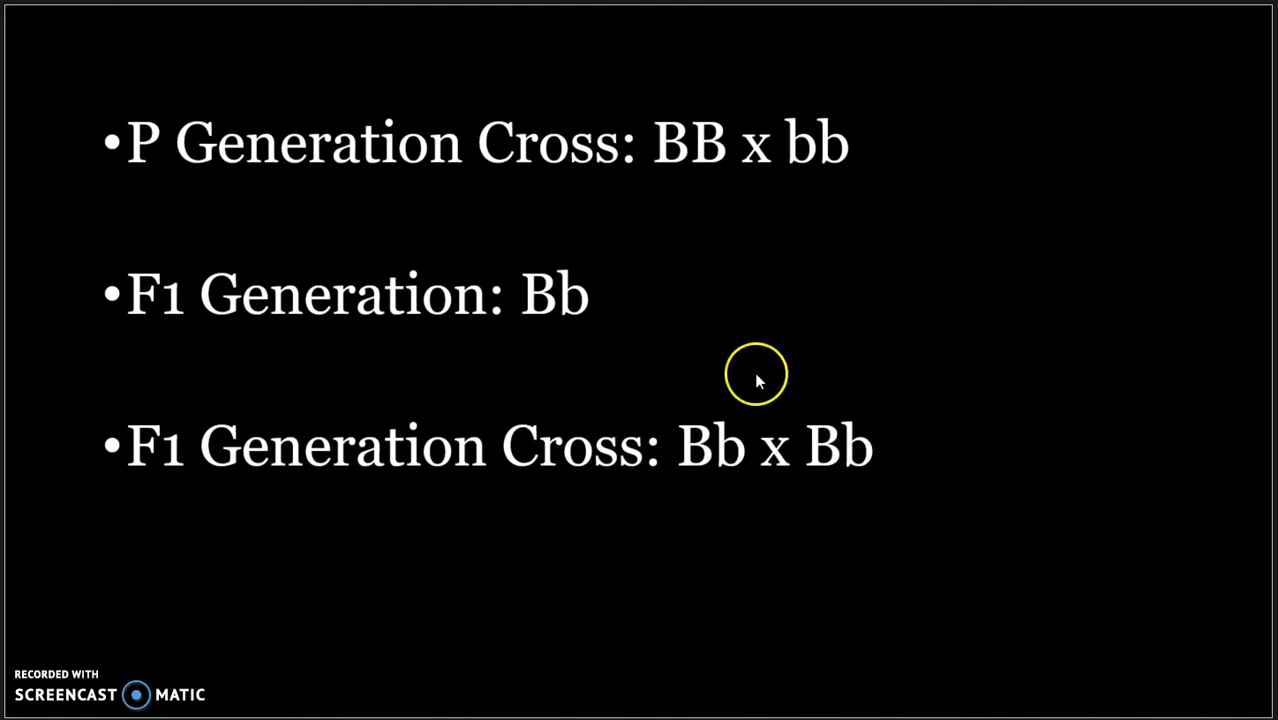 •P Generation Cross: BB x bb
•F1 Generation: Bb
•F1 Generation Cross: Bb x Bb
RECORDED WITH
SCREENCAST MATIC